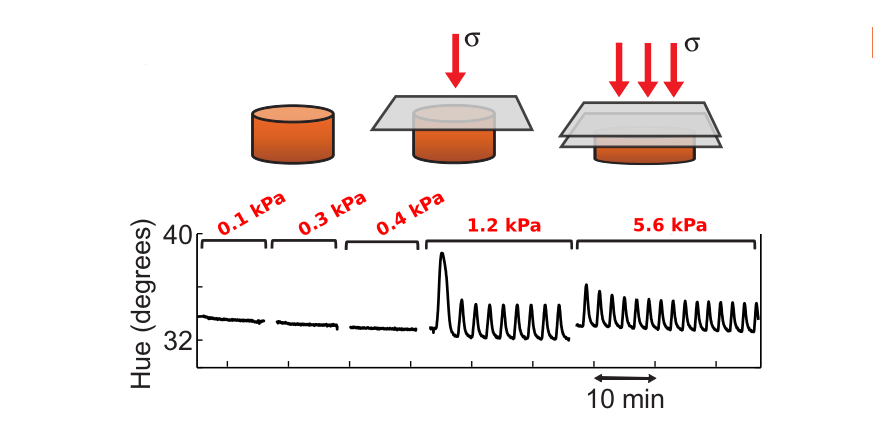 σ
σ
0.1 kPa
0.3 kPa
0.4 kPa
1.2 kPa
5.6 kPa
Hue (degrees)
40
32
10 min